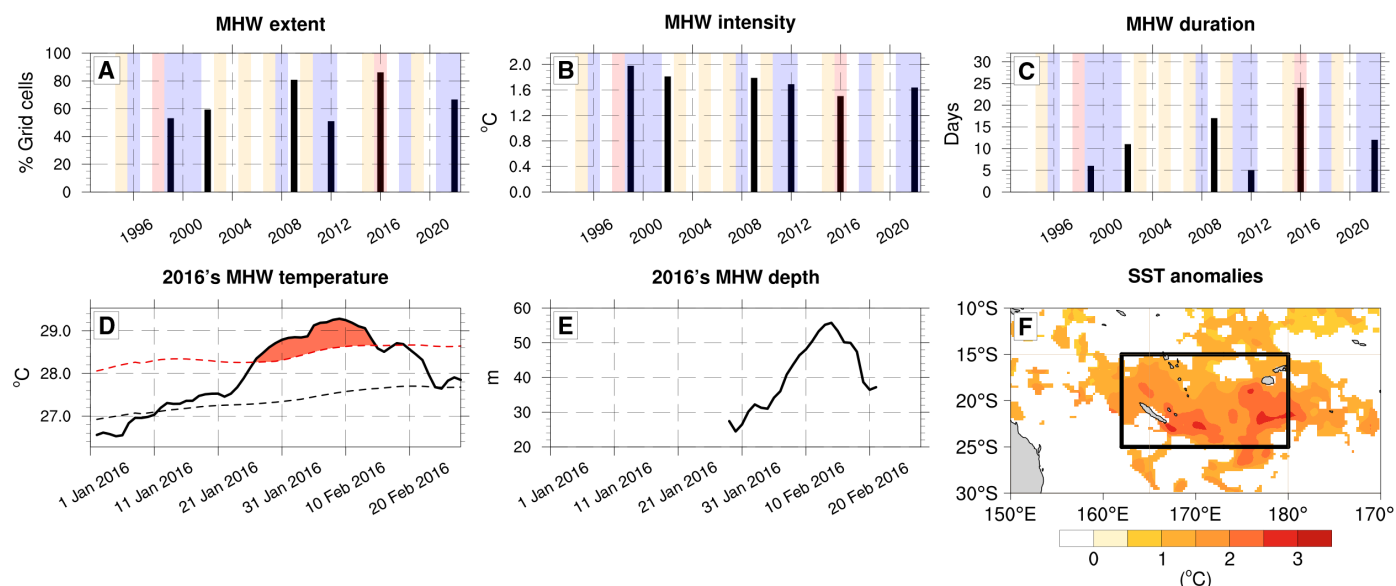 MHW extent
MHW intensity
MHW duration
A
% Grid cells
100
80
60
40
20
0
1996
2000
2004
2008
2012
2016
2020
B
°C
2.0
1.6
1.2
0.8
0.4
0.0
1996
2000
2004
2008
2012
2016
2020
C
Days
30
25
20
15
10
5
0
1996
2000
2004
2008
2012
2016
2020
2016's MHW temperature
2016's MHW depth
SST anomalies
D
°C
29.0
28.0
27.0
1 Jan 2016
11 Jan 2016
21 Jan 2016
31 Jan 2016
10 Feb 2016
20 Feb 2016
E
m
60
50
40
30
20
1 Jan 2016
11 Jan 2016
21 Jan 2016
31 Jan 2016
10 Feb 2016
20 Feb 2016
F
10°S
15°S
20°S
25°S
30°S
150°E
160°E
170°E
180°
170°
0
1
2
3
(°C)